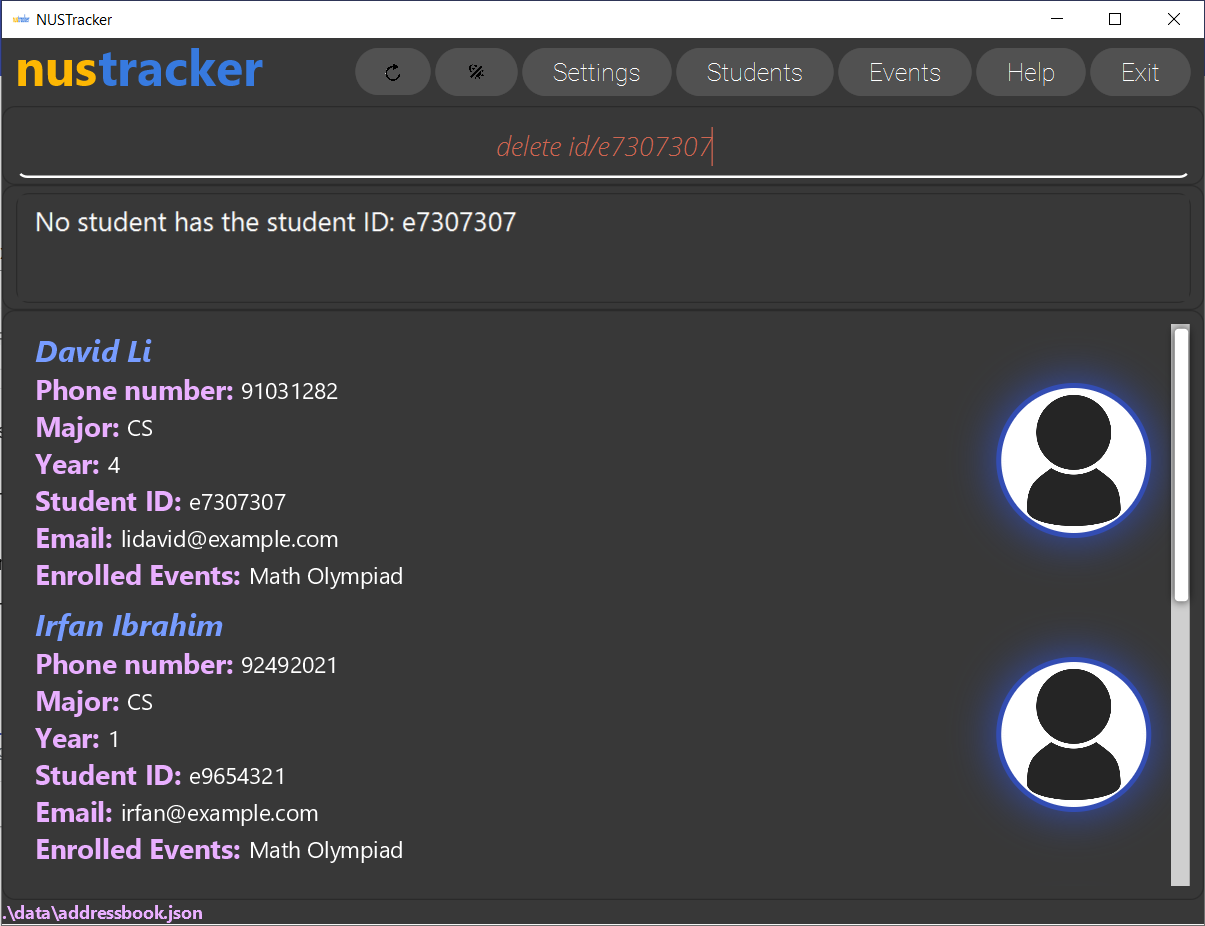 NUSTracker
nustracker
Settings
Students
Events
Help
Exit
delete id/e7307307
No student has the student ID: e7307307
David Li
Phone number: 91031282
Major: CS
Year: 4
Student ID: e7307307
Email: lidavid@example.com
Enrolled Events: Math Olympiad
Irfan Ibrahim
Phone number: 92492021
Major: CS
Year: 1
Student ID: e9654321
Email: irfan@example.com
Enrolled Events: Math Olympiad
.\data\addressbook.json